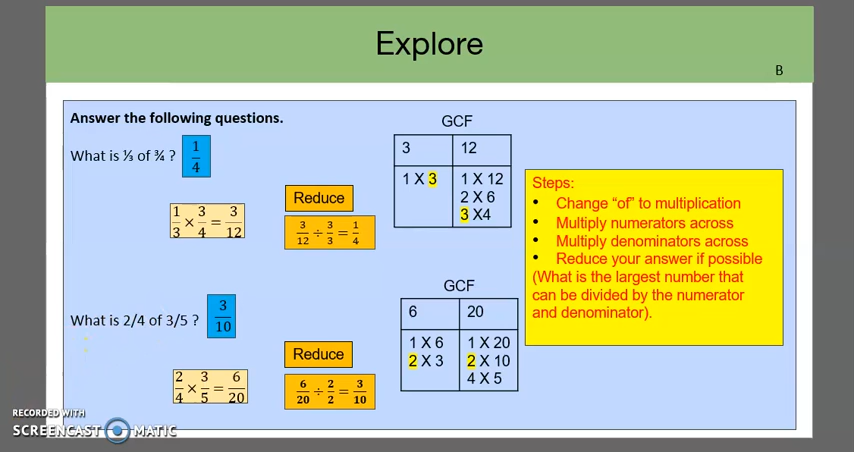 Explore
B
Answer the following questions.
What is ⅓ of ¾ ? 1/4
1/3 × 3/4 = 3/12
Reduce
3/12 ÷ 3/3 = 1/4
GCF
3 12
1 X 3 1 X 12
2 X 6
3 X4
What is 2/4 of 3/5 ? 3/10
2/4 × 3/5 = 6/20
Reduce
6/20 ÷ 2/2 = 3/10
GCF
6 20
1 X 6 1 X 20
2 X 3 2 X 10
4 X 5
Steps:
• Change “of” to multiplication
• Multiply numerators across
• Multiply denominators across
• Reduce your answer if possible
(What is the largest number that
can be divided by the numerator
and denominator).
RECORDED WITH
SCREENCAST MATIC